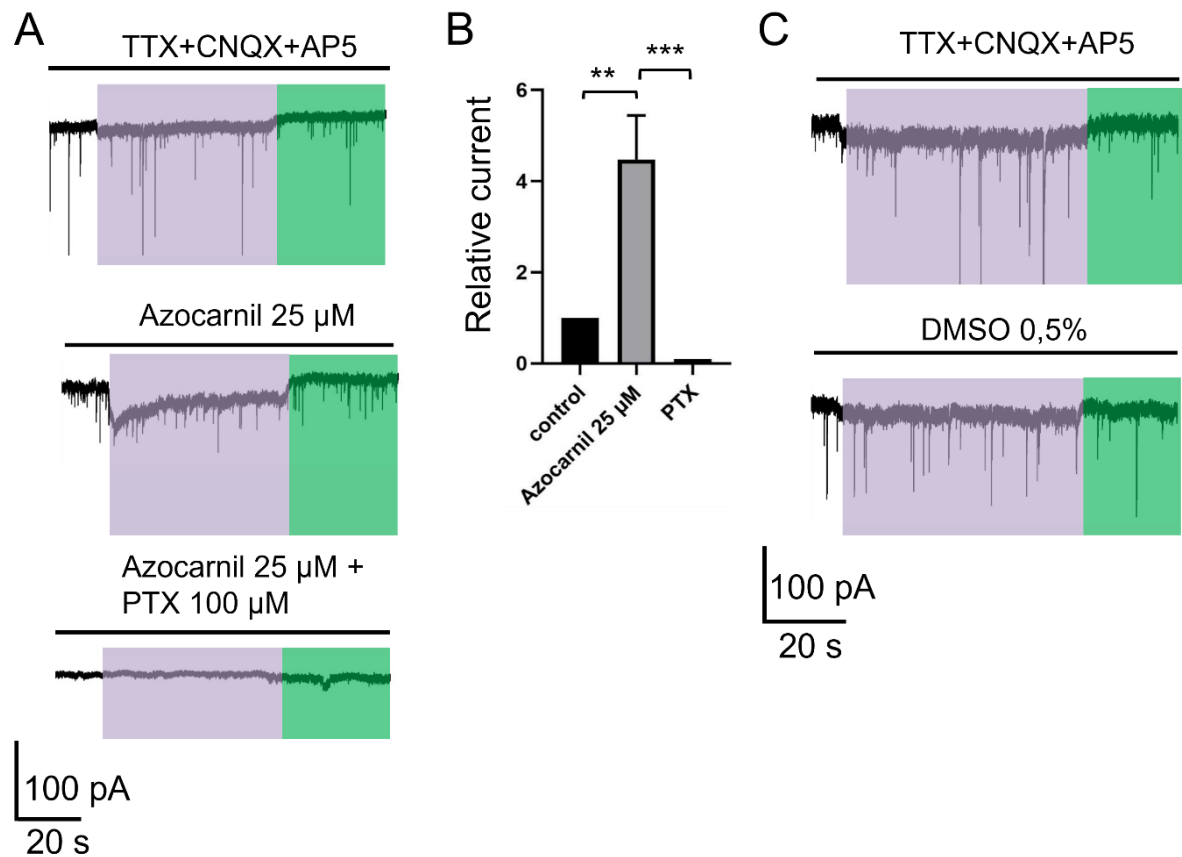 A
TTX+CNQX+AP5
Azocarnil 25 µM
Azocarnil 25 µM +
PTX 100 µM
100 pA
20 s
B
**
***
6
4
2
0
Relative current
control
Azocarnil 25 µM
PTX
C
TTX+CNQX+AP5
DMSO 0,5%
100 pA
20 s